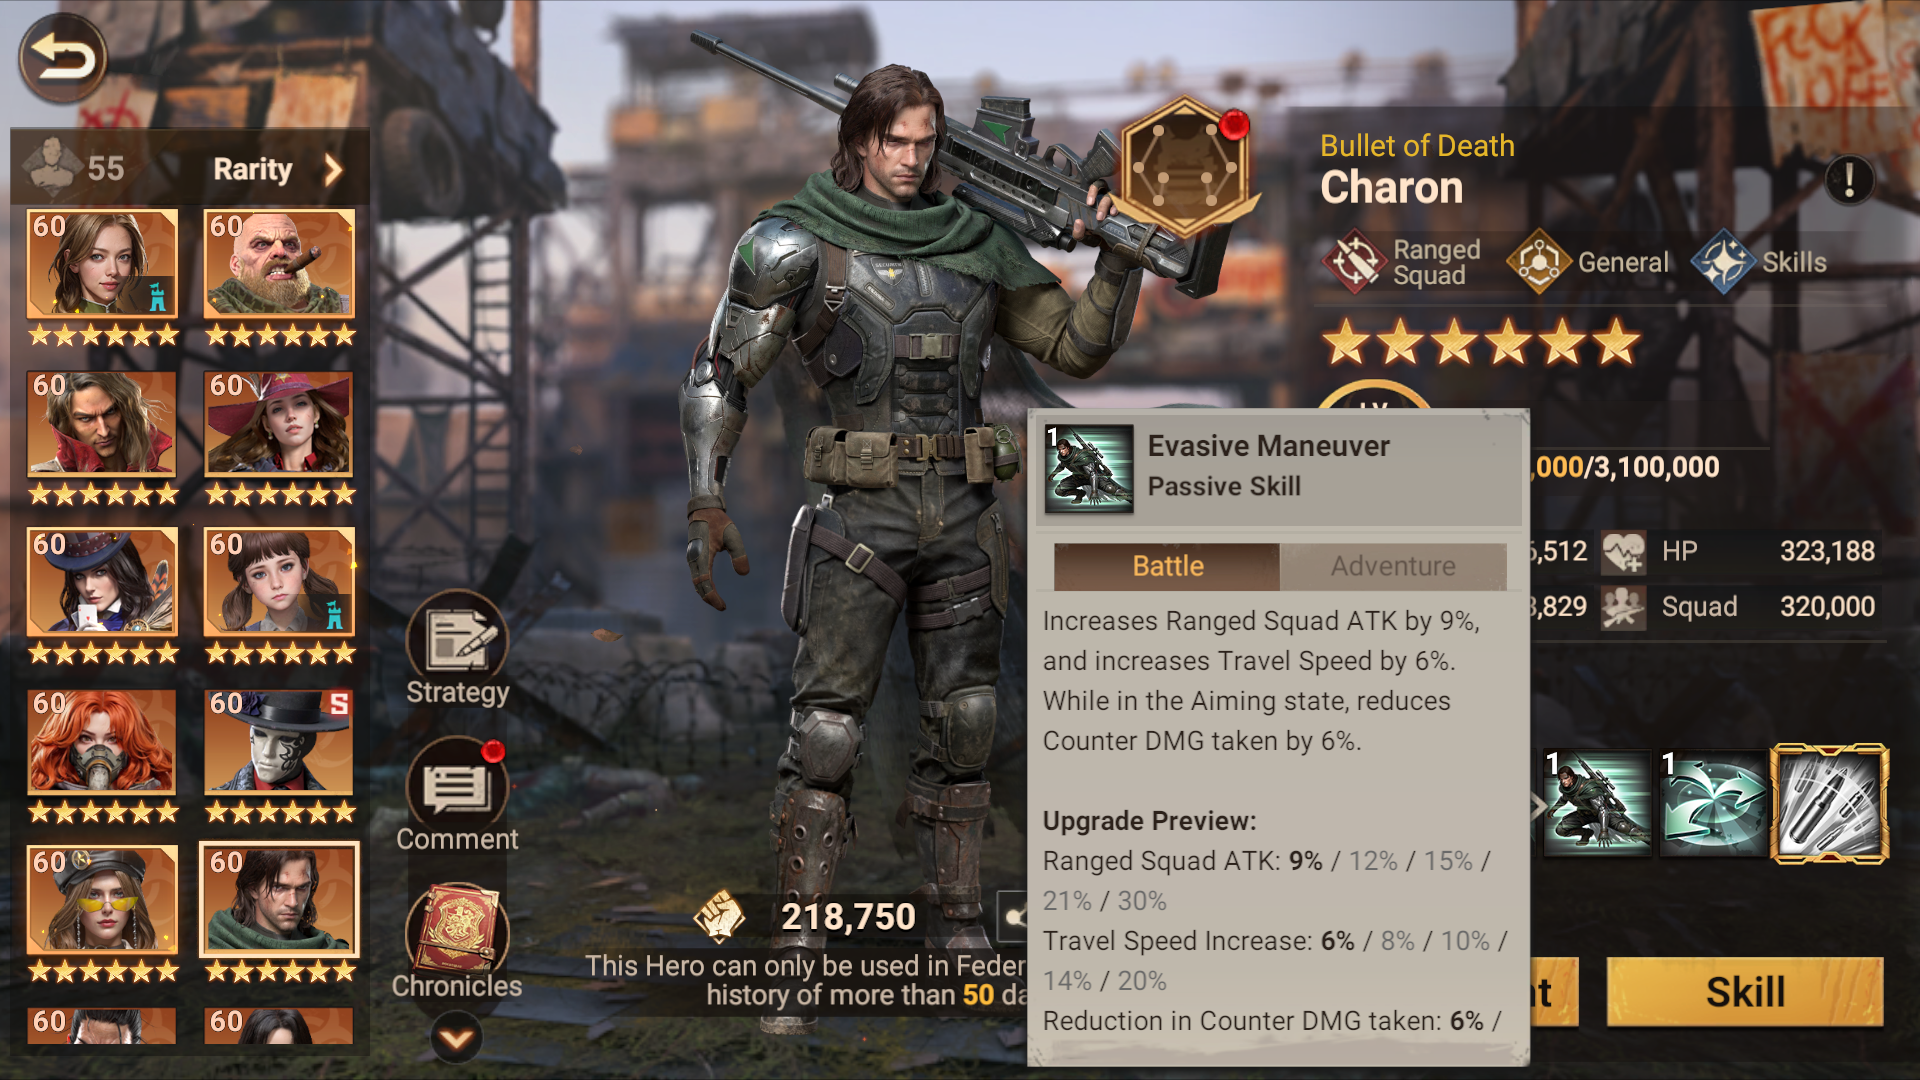 55
Rarity
60
60
60
60
60
60
60
60
S
60
60
60
60
Strategy
Comment
Chronicles
218,750
This Hero can only be used in Feder
history of more than 50 da
Bullet of Death
Charon
!
Ranged
Squad
General
Skills
,000/3,100,000
,512
HP
323,188
,829
Squad
320,000
1
Evasive Maneuver
Passive Skill
Battle
Adventure
Increases Ranged Squad ATK by 9%,
and increases Travel Speed by 6%.
While in the Aiming state, reduces
Counter DMG taken by 6%.
Upgrade Preview:
Ranged Squad ATK: 9% / 12% / 15% /
21% / 30%
Travel Speed Increase: 6% / 8% / 10% /
14% / 20%
Reduction in Counter DMG taken: 6% /
1
1
Skill